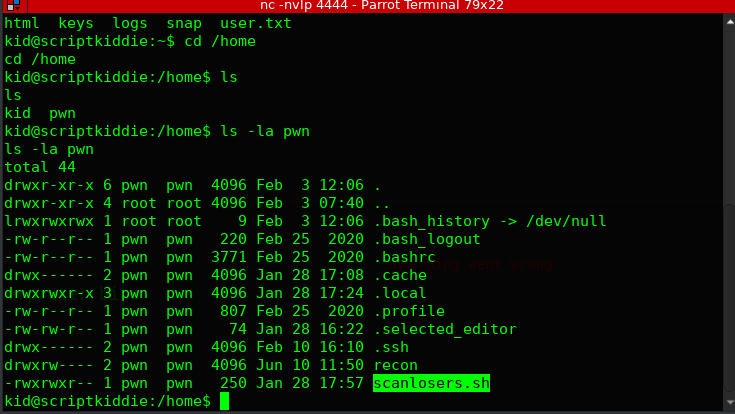 nc -nvlp 4444 - Parrot Terminal 79x22
html  keys  logs  snap  user.txt
kid@scriptkiddie:~$ cd /home
cd /home
kid@scriptkiddie:/home$ ls
ls
kid  pwn
kid@scriptkiddie:/home$ ls -la pwn
ls -la pwn
total 44
drwxr-xr-x 6 pwn  pwn  4096 Feb  3 12:06 .
drwxr-xr-x 4 root root 4096 Feb  3 07:40 ..
lrwxrwxrwx 1 root root    9 Feb  3 12:06 .bash_history -> /dev/null
-rw-r--r-- 1 pwn  pwn   220 Feb 25  2020 .bash_logout
-rw-r--r-- 1 pwn  pwn  3771 Feb 25  2020 .bashrc
drwx------ 2 pwn  pwn  4096 Jan 28 17:08 .cache
drwxrwxr-x 3 pwn  pwn  4096 Jan 28 17:24 .local
-rw-r--r-- 1 pwn  pwn   807 Feb 25  2020 .profile
-rw-rw-r-- 1 pwn  pwn    74 Jan 28 16:22 .selected_editor
drwx------ 2 pwn  pwn  4096 Feb 10 16:10 .ssh
drwxrw---- 2 pwn  pwn  4096 Jun 10 11:50 recon
-rwxrwxr-- 1 pwn  pwn   250 Jan 28 17:57 scanlosers.sh
kid@scriptkiddie:/home$